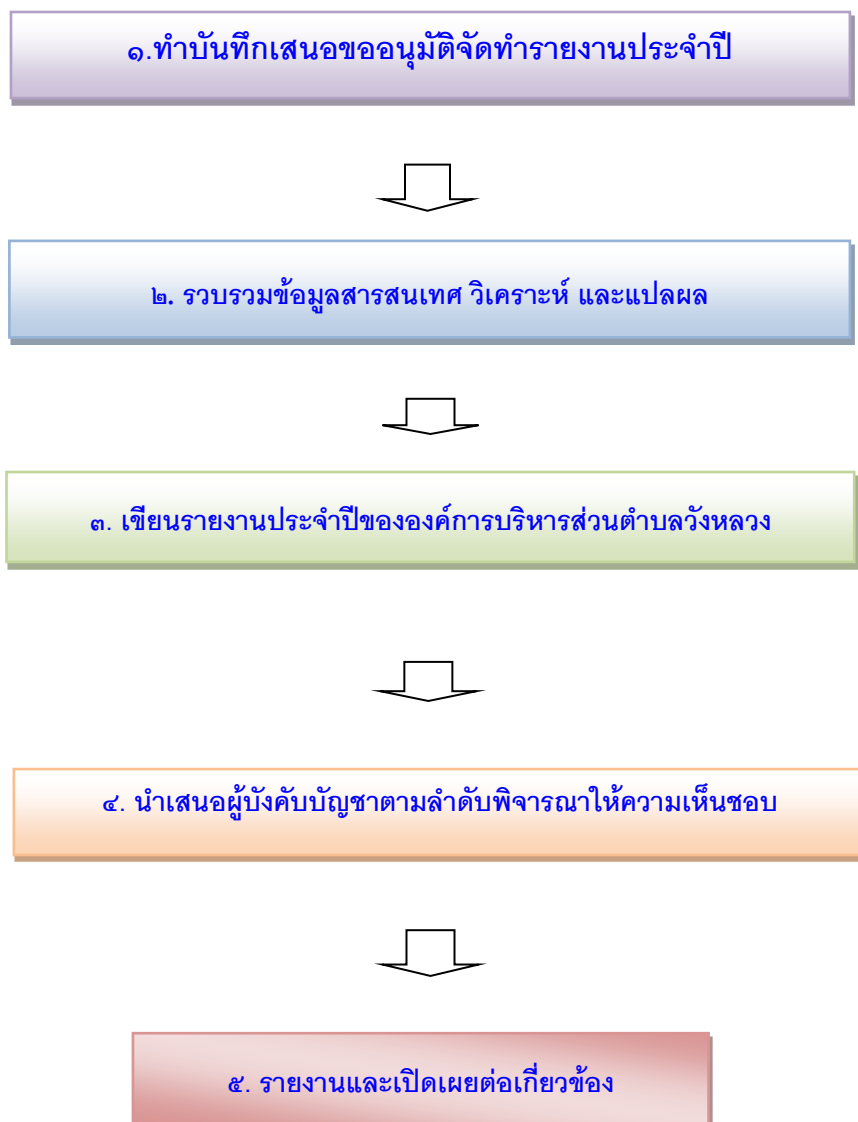 ๑.ทำบันทึกเสนอขออนุมัติจัดทำรายงานประจำปี
๒. รวบรวมข้อมูลสารสนเทศ วิเคราะห์ และแปลผล
๓. เขียนรายงานประจำปีขององค์การบริหารส่วนตำบลวังหลวง
๔. นำเสนอผู้บังคับบัญชาตามลำดับพิจารณาให้ความเห็นชอบ
๕. รายงานและเปิดเผยต่อเกี่ยวข้อง